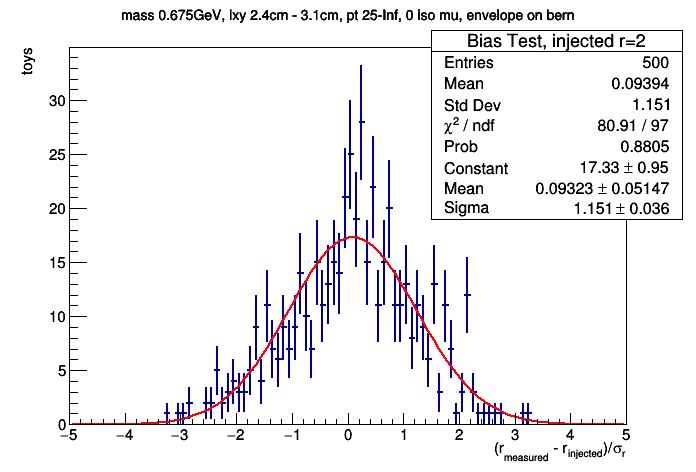 mass 0.675GeV, lxy 2.4cm - 3.1cm, pt 25-Inf, 0 Iso mu, envelope on bern
Bias Test, injected r=2
Entries 500
Mean 0.09394
Std Dev 1.151
χ² / ndf 80.91 / 97
Prob 0.8805
Constant 17.33 ± 0.95
Mean 0.09323 ± 0.05147
Sigma 1.151 ± 0.036
toys
30
25
20
15
10
5
0
−5 −4 −3 −2 −1 0 1 2 3 4 5
(r_measured - r_injected)/σ_r